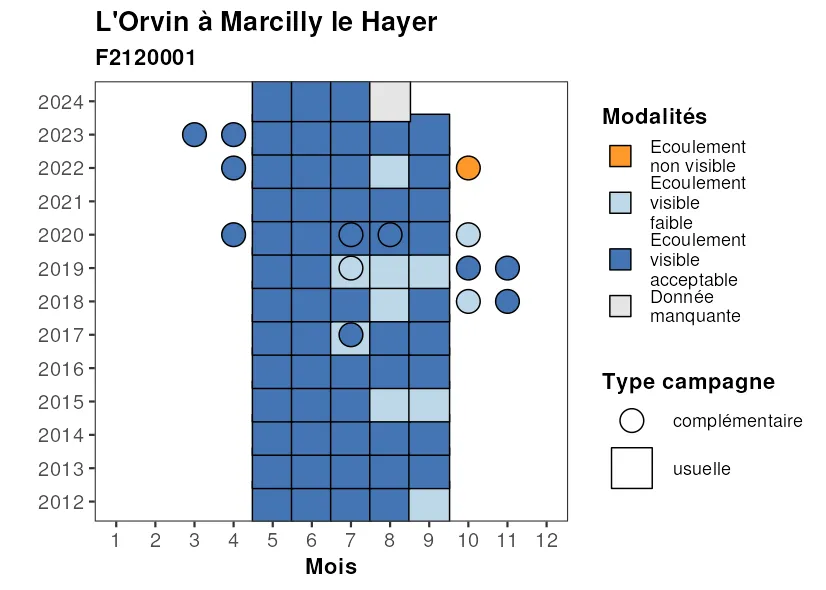 L'Orvin à Marcilly le Hayer
F2120001
2024
2023
2022
2021
2020
2019
2018
2017
2016
2015
2014
2013
2012
1 2 3 4 5 6 7 8 9 10 11 12
Mois
Modalités
Ecoulement
non visible
Ecoulement
visible
faible
Ecoulement
visible
acceptable
Donnée
manquante
Type campagne
complémentaire
usuelle